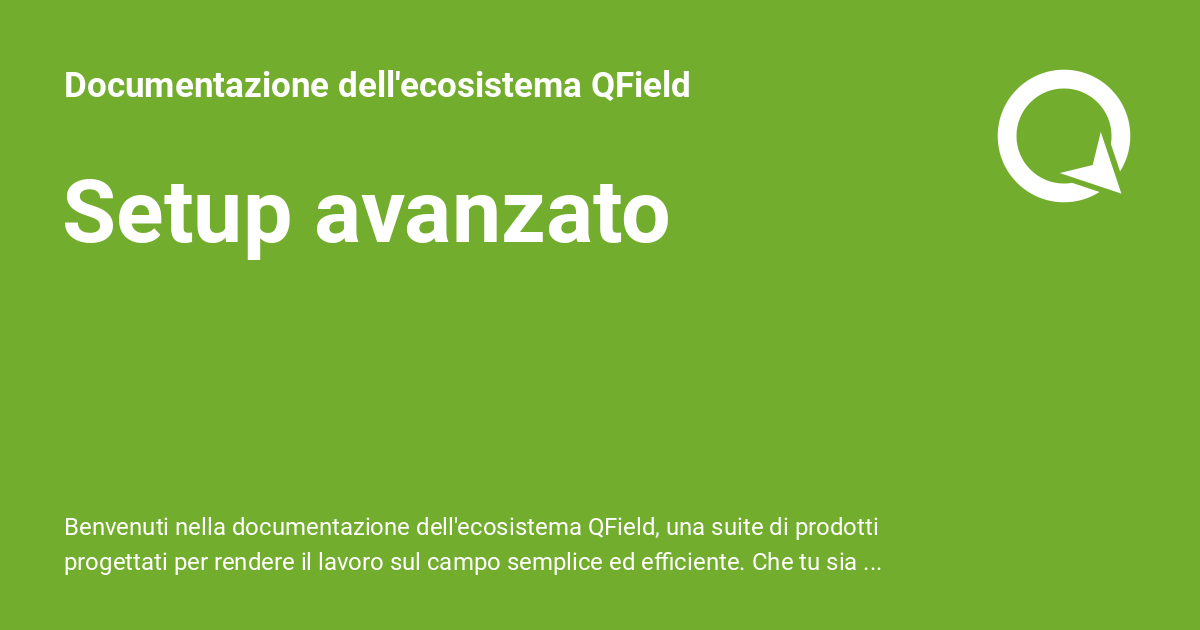 Documentazione dell'ecosistema QField
Setup avanzato
Benvenuti nella documentazione dell'ecosistema QField, una suite di prodotti
progettati per rendere il lavoro sul campo semplice ed efficiente. Che tu sia ...